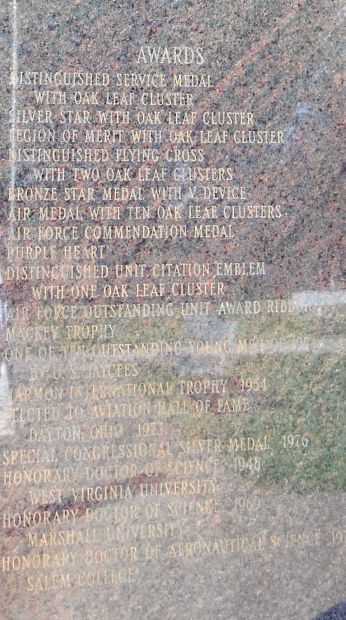 AWARDS
DISTINGUISHED SERVICE MEDAL
WITH OAK LEAF CLUSTER
SILVER STAR WITH OAK LEAF CLUSTER
LEGION OF MERIT WITH OAK LEAF CLUSTER
DISTINGUISHED FLYING CROSS
WITH TWO OAK LEAF CLUSTERS
BRONZE STAR MEDAL WITH V DEVICE
AIR MEDAL WITH TEN OAK LEAF CLUSTERS
AIR FORCE COMMENDATION MEDAL
PURPLE HEART
DISTINGUISHED UNIT CITATION EMBLEM
WITH ONE OAK LEAF CLUSTER
AIR FORCE OUTSTANDING UNIT AWARD
MACKEY TROPHY
ONE OF TEN OUTSTANDING YOUNG
JAYCEES
HARMON INTERNATIONAL TROPHY 1954
ELECTED TO AVIATION HALL OF FAME
DAYTON, OHIO
SPECIAL CONGRESSIONAL SILVER MEDAL, 1976
HONORARY DOCTOR OF SCIENCE, 1948
WEST VIRGINIA UNIVERSITY
HONORARY DOCTOR OF SCIENCE,
MARSHALL UNIVERSITY
HONORARY DOCTOR OF AERONAUTICAL SCIENCE
SALEM COLLEGE